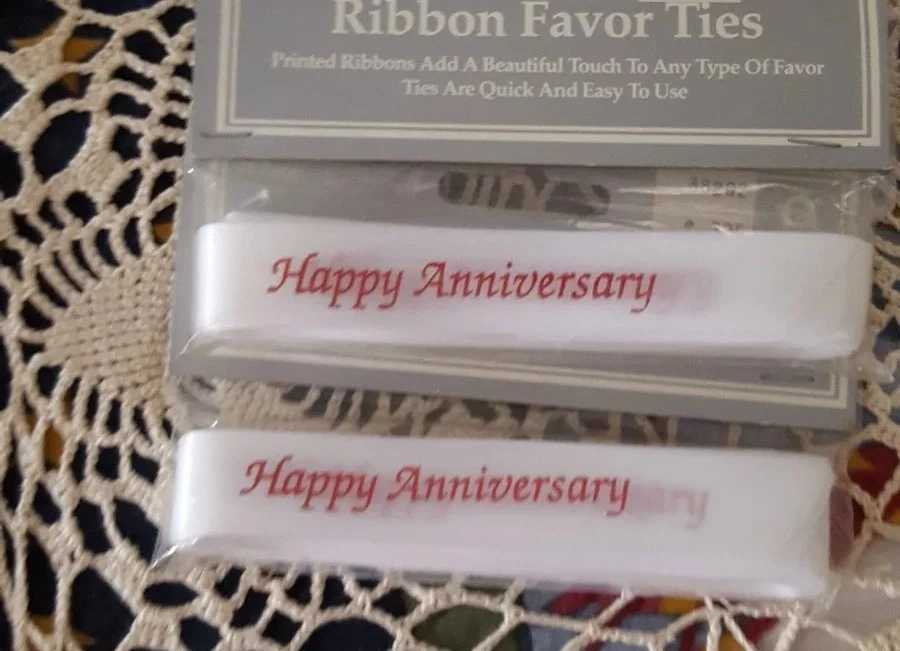 Ribbon Favor Ties
Printed Ribbons Add A Beautiful Touch To Any Type Of Favor
Ties Are Quick And Easy To Use
Happy Anniversary
Happy Anniversary